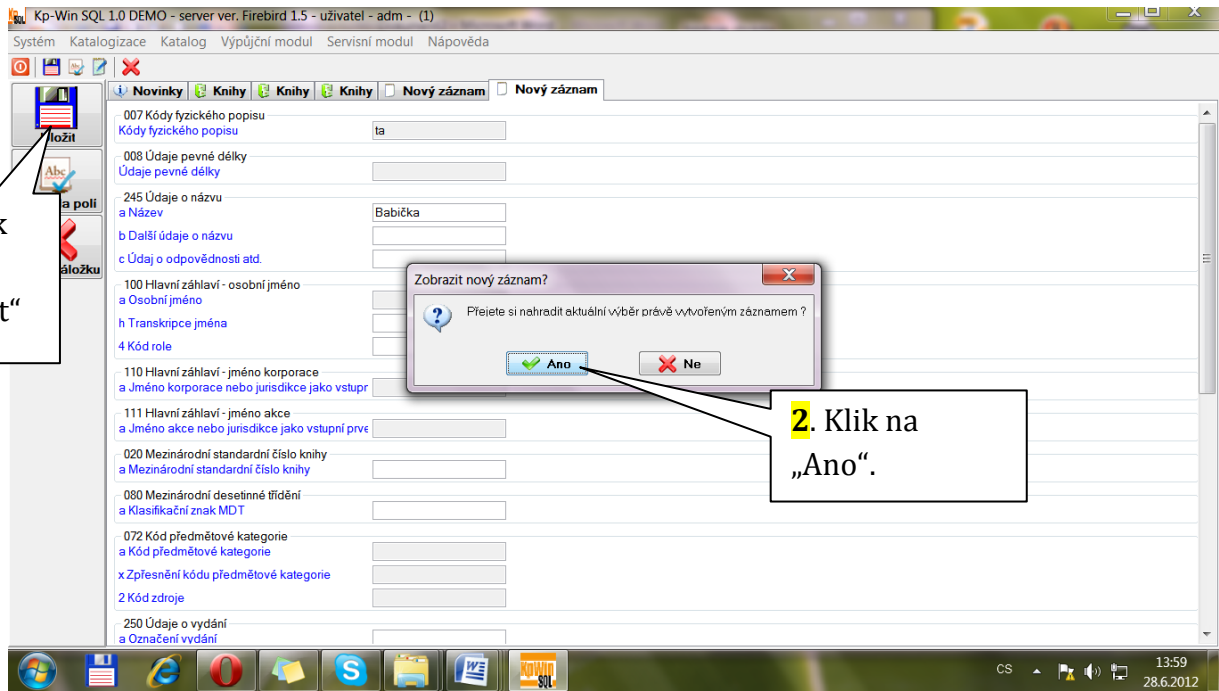 Kp-Win SQL 1.0 DEMO - server ver. Firebird 1.5 - uživatel - adm - (1)
Systém Katalogizace Katalog Výpůjční modul Servisní modul Nápověda
Novinky Knihy Knihy Knihy Nový záznam Nový záznam
007 Kódy fyzického popisu
Kódy fyzického popisu ta
008 Údaje pevné délky
Údaje pevné délky
245 Údaje o názvu
a Název Babička
b Další údaje o názvu
c Údaj o odpovědnosti atd.
100 Hlavní záhlaví - osobní jméno
a Osobní jméno
h Transkripce jména
4 Kód role
110 Hlavní záhlaví - jméno korporace
a Jméno korporace nebo jurisdikce jako vstupr
111 Hlavní záhlaví - jméno akce
a Jméno akce nebo jurisdikce jako vstupní prve
020 Mezinárodní standardní číslo knihy
a Mezinárodní standardní číslo knihy
080 Mezinárodní desetinné třídění
a Klasifikační znak MDT
072 Kód předmětové kategorie
a Kód předmětové kategorie
x Zpřesnění kódu předmětové kategorie
2 Kód zdroje
250 Údaje o vydání
a Označení vydání
Zobrazit nový záznam?
Přejete si nahradit aktuální výběr právě vytvořeným záznamem ?
Ano Ne
2. Klik na
„Ano“.
k
t“
a polí
áložku
CS 13:59
28.6.2012